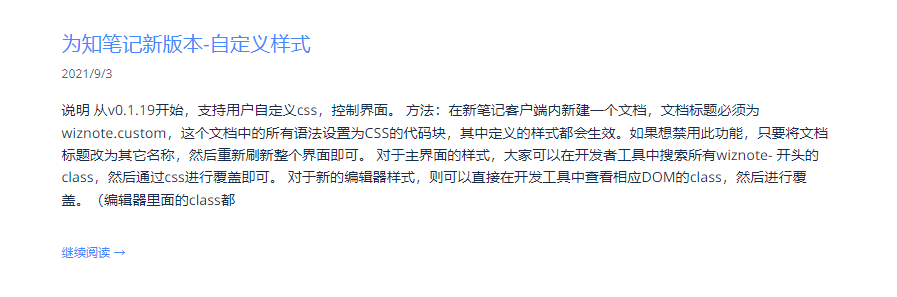 为知笔记新版本-自定义样式
2021/9/3
说明 从v0.1.19开始，支持用户自定义css，控制界面。 方法：在新笔记客户端内新建一个文档，文档标题必须为
wiznote.custom，这个文档中的所有语法设置为CSS的代码块，其中定义的样式都会生效。如果想禁用此功能，只要将文档
标题改为其它名称，然后重新刷新整个界面即可。 对于主界面的样式，大家可以在开发者工具中搜索所有wiznote- 开头的
class，然后通过css进行覆盖即可。 对于新的编辑器样式，则可以直接在开发工具中查看相应DOM的class，然后进行覆
盖。（编辑器里面的class都
继续阅读 →